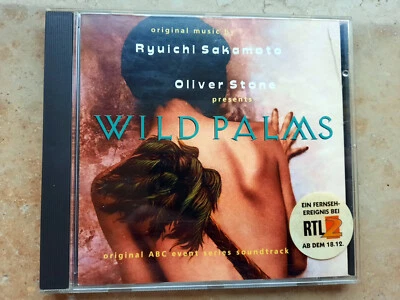 original music by
Ryuichi Sakamoto
Oliver Stone
presents
WILD PALMS
EIN FERNSEH-
EREIGNIS BEI
RTL2
AB DEM 18.12.
original ABC event series soundtrack